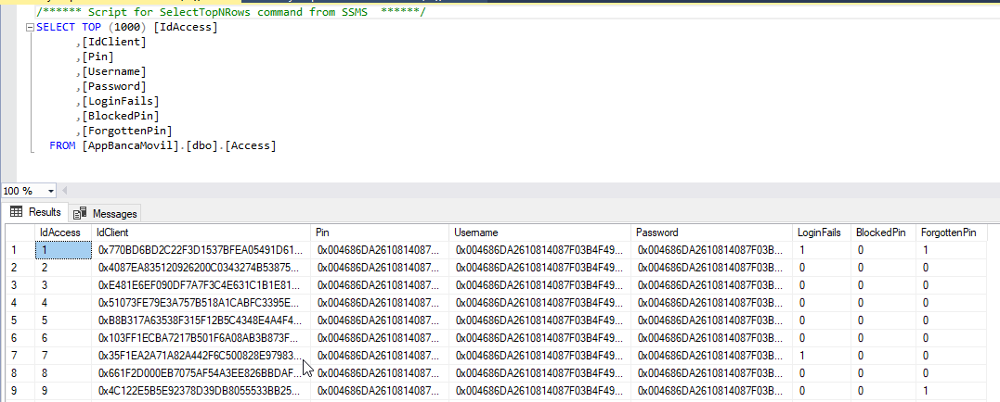 /****** Script for SelectTopNRows command from SSMS  ******/
SELECT TOP (1000) [IdAccess]
      ,[IdClient]
      ,[Pin]
      ,[Username]
      ,[Password]
      ,[LoginFails]
      ,[BlockedPin]
      ,[ForgottenPin]
  FROM [AppBancaMovil].[dbo].[Access]
100 %
Results Messages
IdAccess IdClient Pin Username Password LoginFails BlockedPin ForgottenPin
1 1 0x770BD6BD2C22F3D1537BFEA05491D61... 0x004686DA2610814087... 0x004686DA2610814087F03B4F49... 0x004686DA2610814087F03B... 1 0 1
2 2 0x4087EA835120926200C0343274B53875... 0x004686DA2610814087... 0x004686DA2610814087F03B4F49... 0x004686DA2610814087F03B... 0 0 0
3 3 0xE481E6EF090DF7A7F3C4E631C1B1E81... 0x004686DA2610814087... 0x004686DA2610814087F03B4F49... 0x004686DA2610814087F03B... 0 0 0
4 4 0x51073FE79E3A757B518A1CABFC3395E... 0x004686DA2610814087... 0x004686DA2610814087F03B4F49... 0x004686DA2610814087F03B... 0 0 0
5 5 0xB8B317A63538F315F12B5C4348E4A4F4... 0x004686DA2610814087... 0x004686DA2610814087F03B4F49... 0x004686DA2610814087F03B... 0 0 0
6 6 0x103FF1ECBA7217B501F6A08AB3B873F... 0x004686DA2610814087... 0x004686DA2610814087F03B4F49... 0x004686DA2610814087F03B... 0 0 0
7 7 0x35F1EA2A71A82A442F6C500828E97983... 0x004686DA2610814087... 0x004686DA2610814087F03B4F49... 0x004686DA2610814087F03B... 1 0 0
8 8 0x661F2D000EB7075AF54A3EE826BBDAF... 0x004686DA2610814087... 0x004686DA2610814087F03B4F49... 0x004686DA2610814087F03B... 0 0 0
9 9 0x4C122E5B5E92378D39DB8055533BB25... 0x004686DA2610814087... 0x004686DA2610814087F03B4F49... 0x004686DA2610814087F03B... 0 0 1